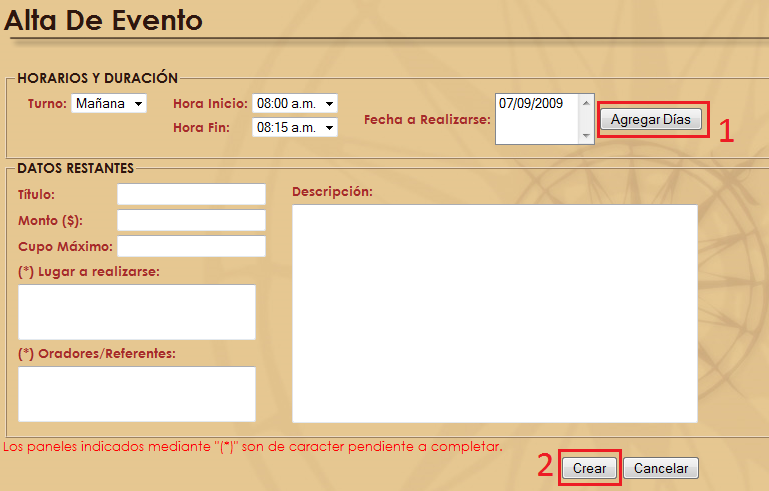 Alta De Evento
HORARIOS Y DURACIÓN
Turno: Mañana Hora Inicio: 08:00 a.m.
Hora Fin: 08:15 a.m.
Fecha a Realizarse: 07/09/2009 Agregar Días 1
DATOS RESTANTES
Título:
Monto ($):
Cupo Máximo:
(*) Lugar a realizarse:
(*) Oradores/Referentes:
Descripción:
Los paneles indicados mediante "(*)" son de caracter pendiente a completar.
2 Crear Cancelar